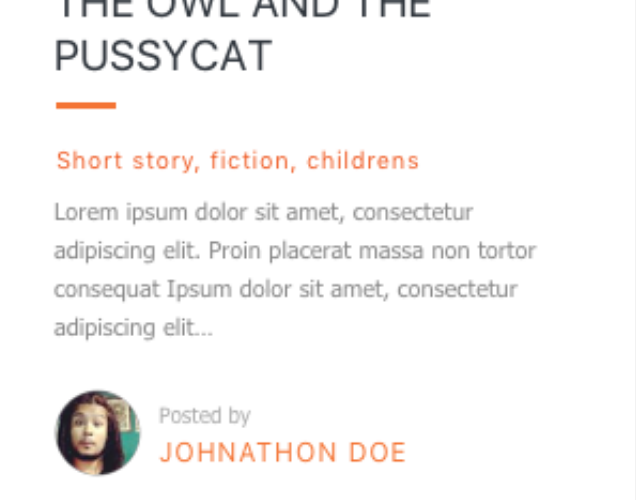 THE OWL AND THE
PUSSYCAT
Short story, fiction, childrens
Lorem ipsum dolor sit amet, consectetur
adipiscing elit. Proin placerat massa non tortor
consequat Ipsum dolor sit amet, consectetur
adipiscing elit...
Posted by
JOHNATHON DOE